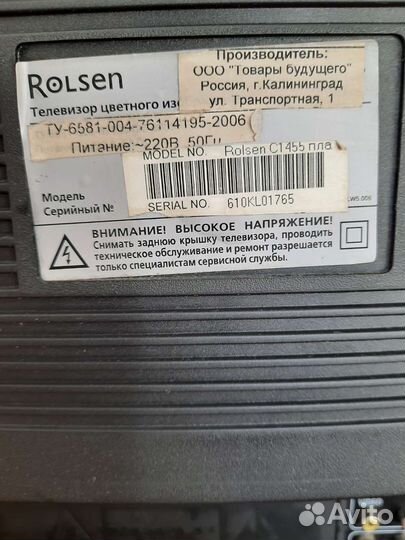 ROLSEN
Производитель:
ООО "Товары будущего"
Россия, г.Калининград
ул. Транспортная, 1
Телевизор цветного
ТУ-6581-004-76114195-2006
Питание:~220В 50Гц
MODEL NO. Rolsen C1455 пла
Модель
Серийный №
SERIAL NO. 610KL01765
ВНИМАНИЕ! ВЫСОКОЕ НАПРЯЖЕНИЕ!
Снимать заднюю крышку телевизора, проводить
техническое обслуживание и ремонт разрешается
только специалистам сервисной службы.
Avito